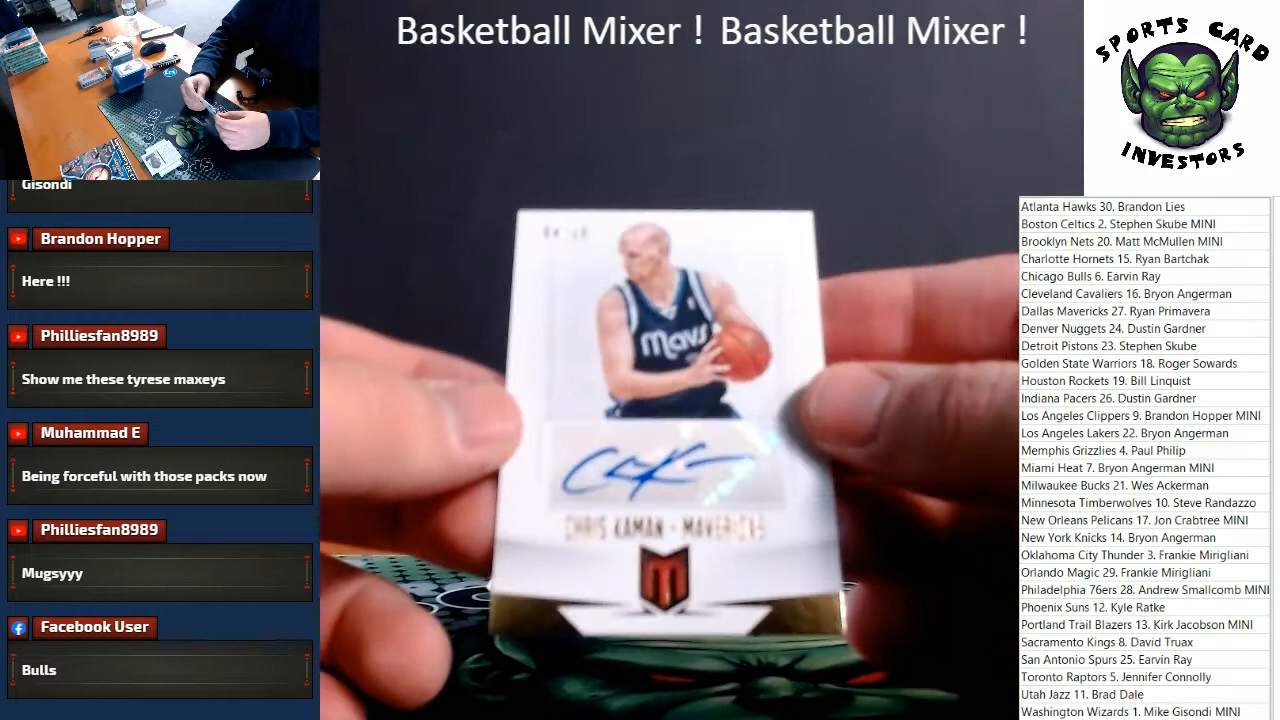 Basketball Mixer ! Basketball Mixer !
SPORTS CARD
INVESTORS
Gisondi
Brandon Hopper
Here !!!
Philliesfan8989
Show me these tyrese maxeys
Muhammad E
Being forceful with those packs now
Philliesfan8989
Mugsyyy
Facebook User
Bulls
mavs
CHRIS KAMAN - MAVERICKS
M
Atlanta Hawks 30. Brandon Lies
Boston Celtics 2. Stephen Skube MINI
Brooklyn Nets 20. Matt McMullen MINI
Charlotte Hornets 15. Ryan Bartchak
Chicago Bulls 6. Earvin Ray
Cleveland Cavaliers 16. Bryon Angerman
Dallas Mavericks 27. Ryan Primavera
Denver Nuggets 24. Dustin Gardner
Detroit Pistons 23. Stephen Skube
Golden State Warriors 18. Roger Sowards
Houston Rockets 19. Bill Linquist
Indiana Pacers 26. Dustin Gardner
Los Angeles Clippers 9. Brandon Hopper MINI
Los Angeles Lakers 22. Bryon Angerman
Memphis Grizzlies 4. Paul Philip
Miami Heat 7. Bryon Angerman MINI
Milwaukee Bucks 21. Wes Ackerman
Minnesota Timberwolves 10. Steve Randazzo
New Orleans Pelicans 17. Jon Crabtree MINI
New York Knicks 14. Bryon Angerman
Oklahoma City Thunder 3. Frankie Mirigliani
Orlando Magic 29. Frankie Mirigliani
Philadelphia 76ers 28. Andrew Smallcomb MINI
Phoenix Suns 12. Kyle Ratke
Portland Trail Blazers 13. Kirk Jacobson MINI
Sacramento Kings 8. David Truax
San Antonio Spurs 25. Earvin Ray
Toronto Raptors 5. Jennifer Connolly
Utah Jazz 11. Brad Dale
Washington Wizards 1. Mike Gisondi MINI